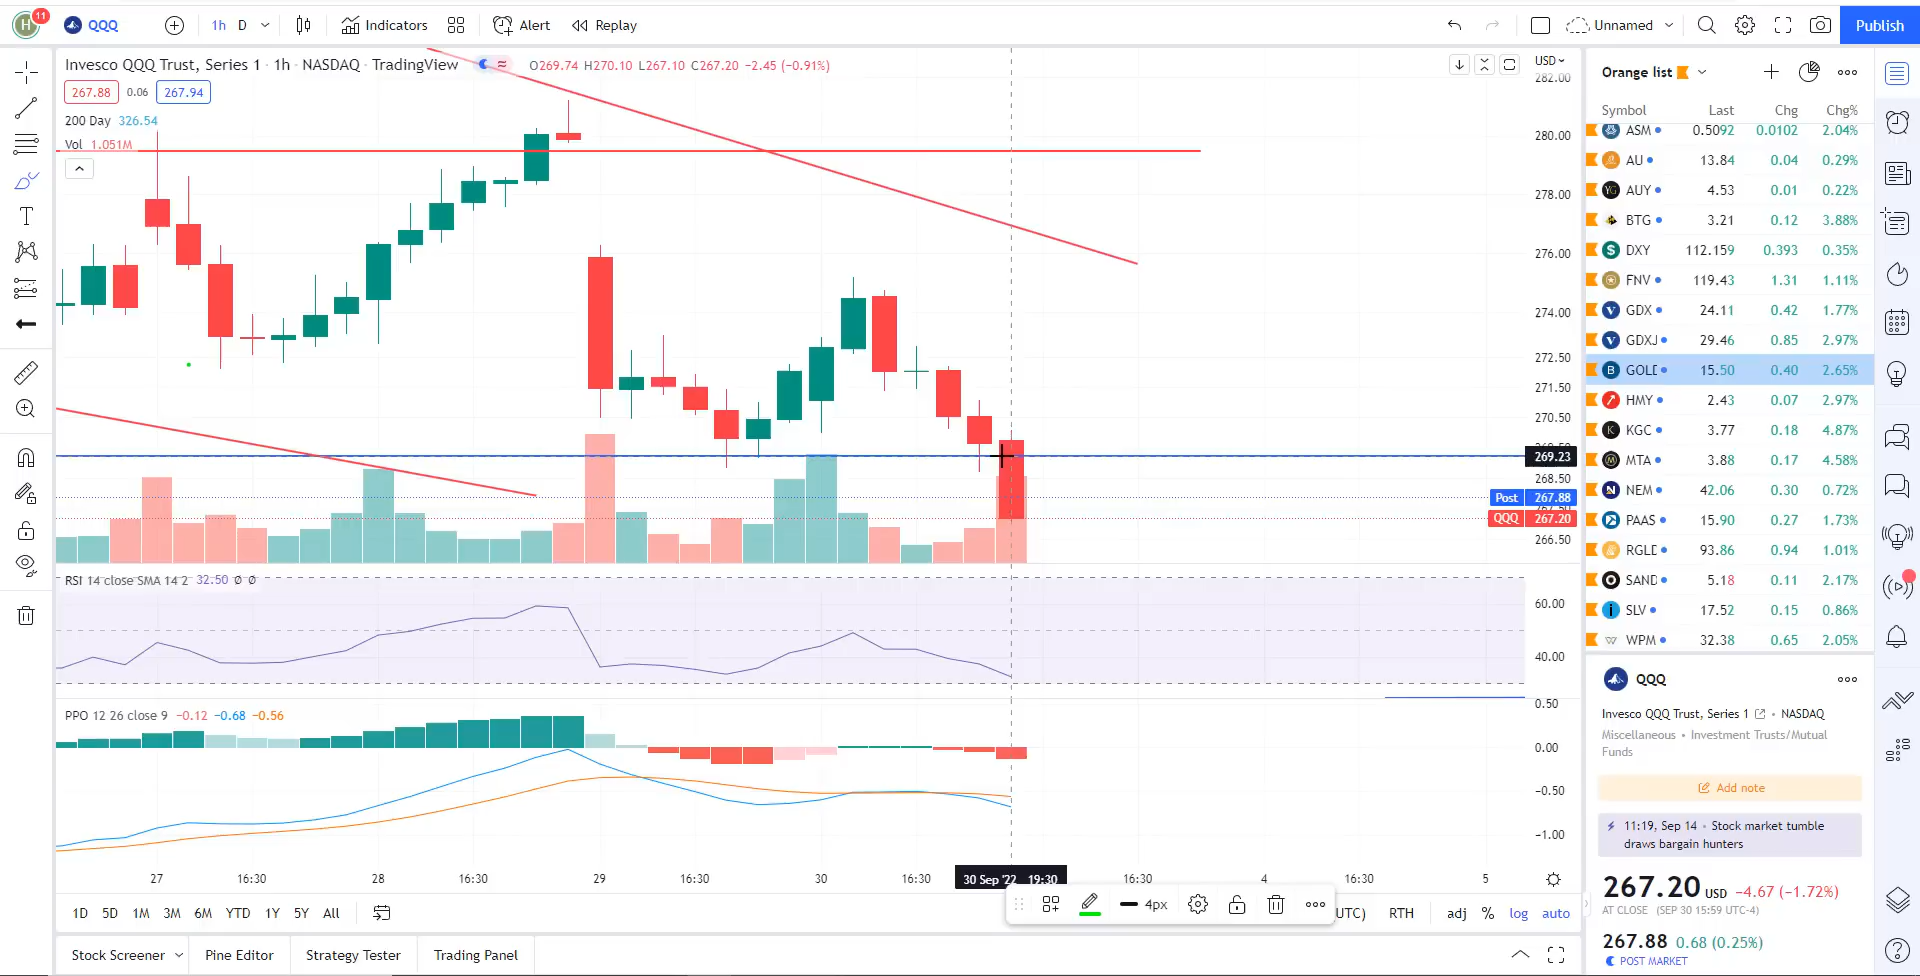 H 11 QQQ 1h D Indicators Alert Replay Unnamed Publish
Invesco QQQ Trust, Series 1 · 1h · NASDAQ · TradingView O269.74 H270.10 L267.10 C267.20 −2.45 (−0.91%)
267.88 0.06 267.94
200 Day 326.54
Vol 1.051M
USD
282.00
280.00
278.00
276.00
274.00
272.50
271.50
270.50
269.23
268.50
Post 267.88
QQQ 267.20
266.50
RSI 14 close SMA 14 2 32.50 ∅ ∅
60.00
40.00
PPO 12 26 close 9 −0.12 −0.68 −0.56
0.50
0.00
−0.50
−1.00
27 16:30 28 16:30 29 16:30 30 16:30 30 Sep '22 19:30 16:30 4 16:30 5
1D 5D 1M 3M 6M YTD 1Y 5Y All 4px UTC) RTH adj % log auto
Stock Screener Pine Editor Strategy Tester Trading Panel
Orange list
Symbol Last Chg Chg%
ASM 0.5092 0.0102 2.04%
AU 13.84 0.04 0.29%
AUY 4.53 0.01 0.22%
BTG 3.21 0.12 3.88%
DXY 112.159 0.393 0.35%
FNV 119.43 1.31 1.11%
GDX 24.11 0.42 1.77%
GDXJ 29.46 0.85 2.97%
GOLD 15.50 0.40 2.65%
HMY 2.43 0.07 2.97%
KGC 3.77 0.18 4.87%
MTA 3.88 0.17 4.58%
NEM 42.06 0.30 0.72%
PAAS 15.90 0.27 1.73%
RGLD 93.86 0.94 1.01%
SAND 5.18 0.11 2.17%
SLV 17.52 0.15 0.86%
WPM 32.38 0.65 2.05%
QQQ
Invesco QQQ Trust, Series 1 • NASDAQ
Miscellaneous • Investment Trusts/Mutual
Funds
Add note
11:19, Sep 14 • Stock market tumble
draws bargain hunters
267.20 USD −4.67 (−1.72%)
AT CLOSE (SEP 30 15:59 UTC-4)
267.88 0.68 (0.25%)
POST MARKET